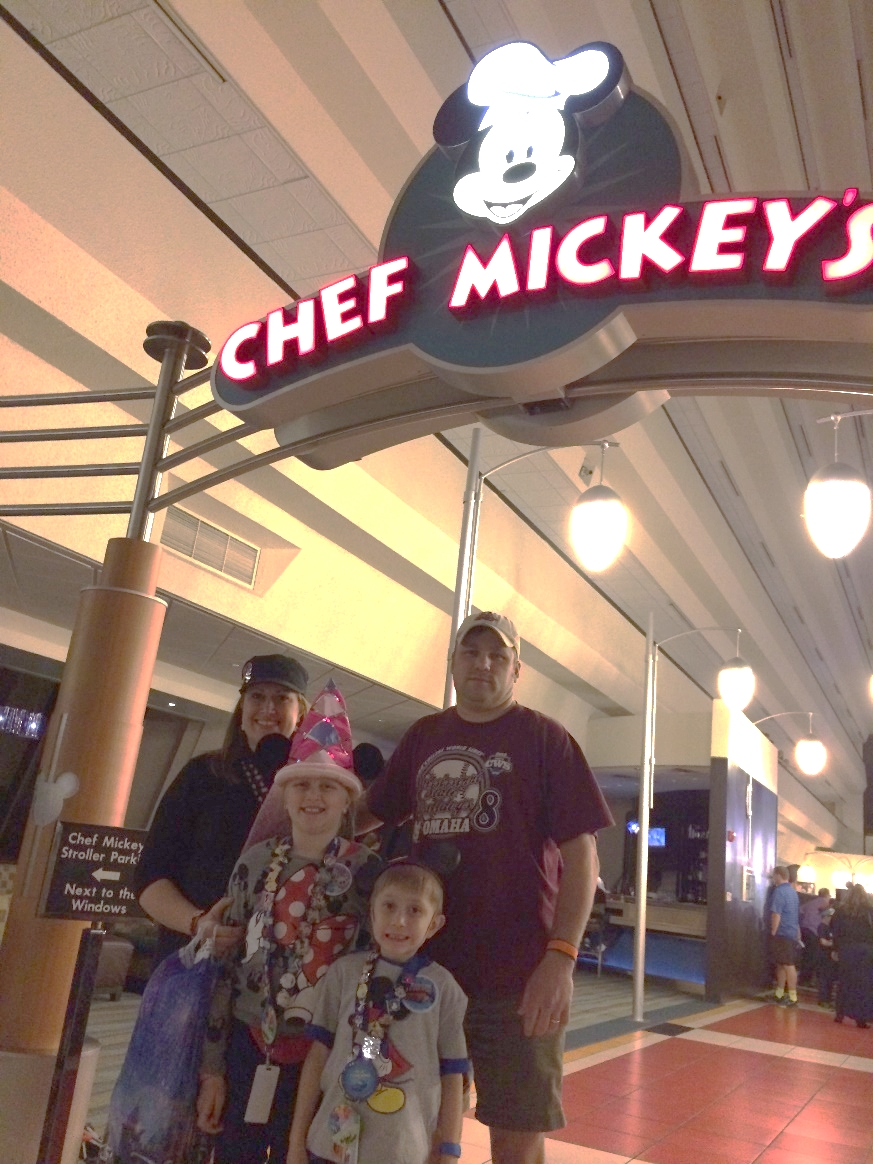 CHEF MICKEY'S
Chef Mickey
Stroller Park
Next to the
Windows
OMAHA
8